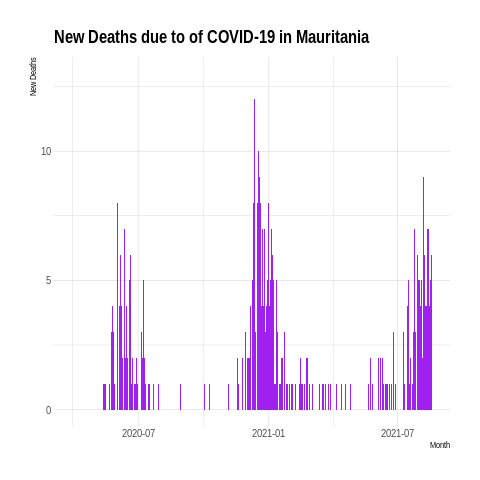 New Deaths due to of COVID-19 in Mauritania
New Deaths
10
5
0
2020-07
2021-01
2021-07
Month